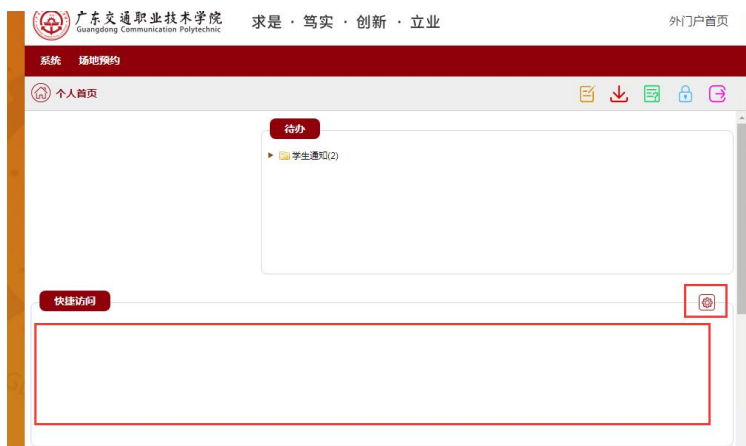 广东交通职业技术学院
Guangdong Communication Polytechnic
求是 · 笃实 · 创新 · 立业
外门户首页
系统 场地预约
个人首页
待办
学生通知(2)
快捷访问